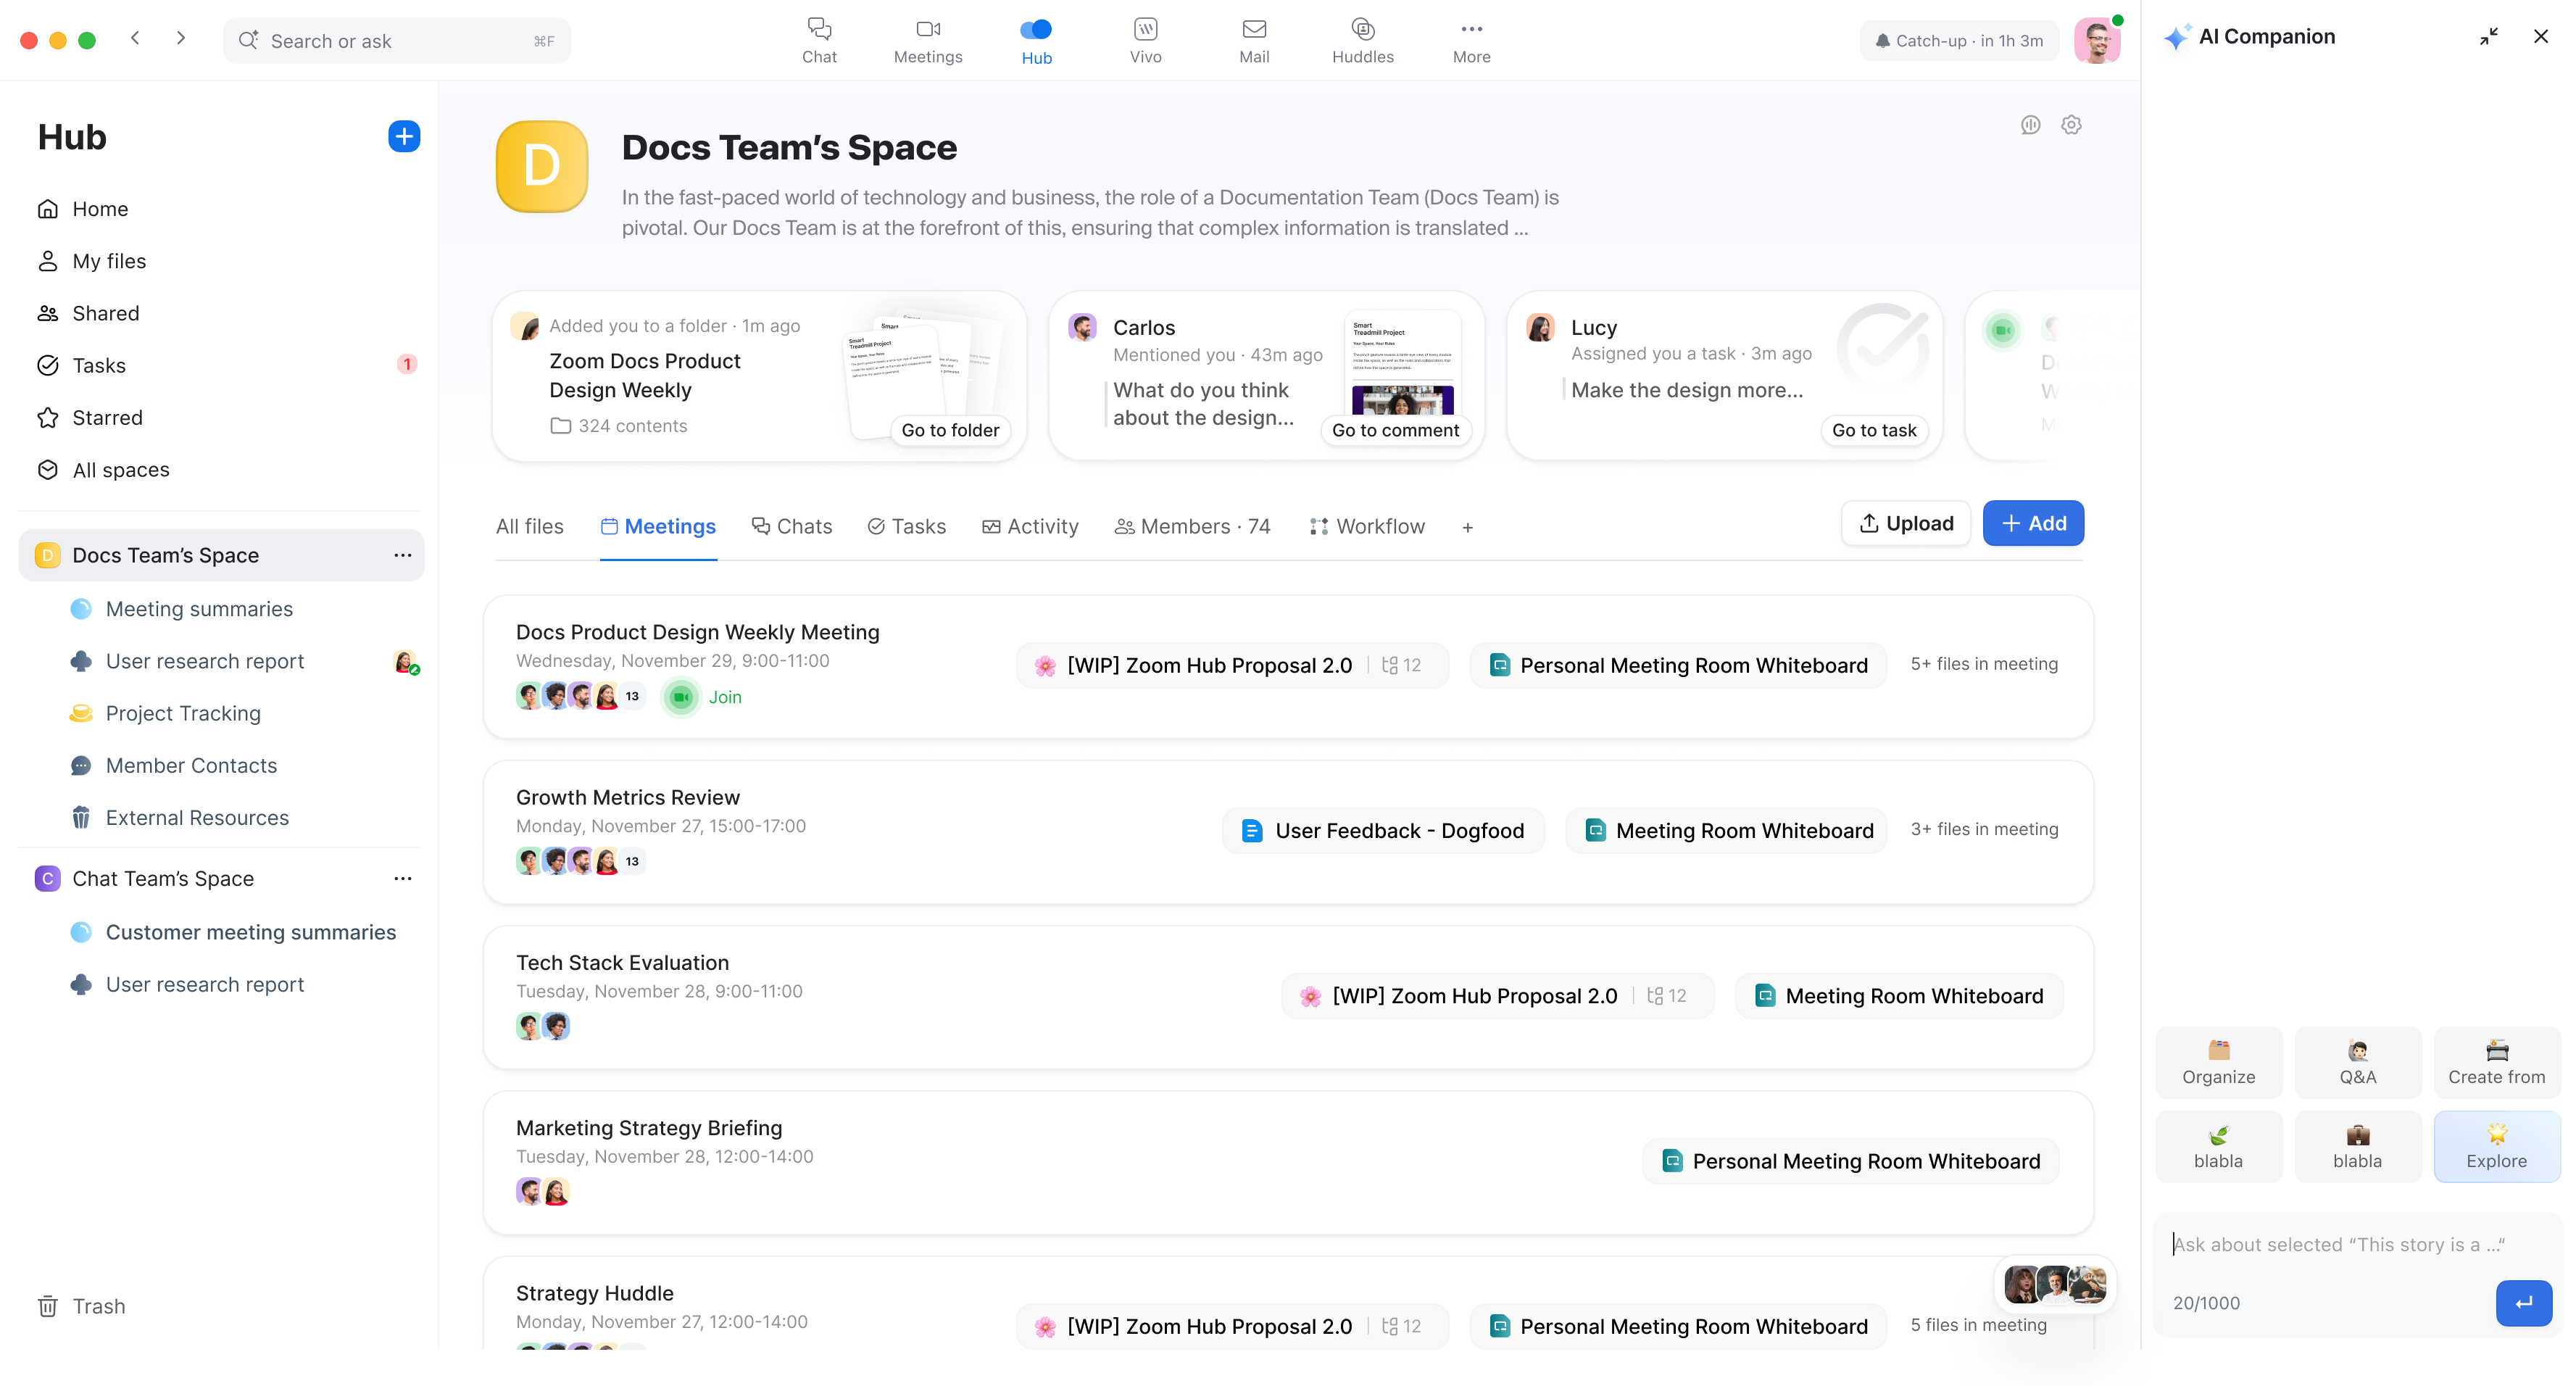 Search or ask
⌘F
Chat
Meetings
Hub
Vivo
Mail
Huddles
More
Catch-up · in 1h 3m
AI Companion
Hub
Home
My files
Shared
Tasks
1
Starred
All spaces
D
Docs Team’s Space
Meeting summaries
User research report
Project Tracking
Member Contacts
External Resources
C
Chat Team’s Space
Customer meeting summaries
User research report
Trash
D
Docs Team’s Space
In the fast-paced world of technology and business, the role of a Documentation Team (Docs Team) is
pivotal. Our Docs Team is at the forefront of this, ensuring that complex information is translated ...
Added you to a folder · 1m ago
Zoom Docs Product
Design Weekly
324 contents
Smart
Treadmill Project
Go to folder
Carlos
Mentioned you · 43m ago
What do you think
about the design...
Smart
Treadmill Project
Your Space, Your Rules
Go to comment
Lucy
Assigned you a task · 3m ago
Make the design more...
Go to task
All files
Meetings
Chats
Tasks
Activity
Members · 74
Workflow
+
Upload
+ Add
Docs Product Design Weekly Meeting
Wednesday, November 29, 9:00-11:00
13
Join
[WIP] Zoom Hub Proposal 2.0 | 12
Personal Meeting Room Whiteboard
5+ files in meeting
Growth Metrics Review
Monday, November 27, 15:00-17:00
13
User Feedback - Dogfood
Meeting Room Whiteboard
3+ files in meeting
Tech Stack Evaluation
Tuesday, November 28, 9:00-11:00
[WIP] Zoom Hub Proposal 2.0 | 12
Meeting Room Whiteboard
Marketing Strategy Briefing
Tuesday, November 28, 12:00-14:00
Personal Meeting Room Whiteboard
Strategy Huddle
Monday, November 27, 12:00-14:00
[WIP] Zoom Hub Proposal 2.0 | 12
Personal Meeting Room Whiteboard
5 files in meeting
Organize
Q&A
Create from
blabla
blabla
Explore
Ask about selected “This story is a ...“
20/1000